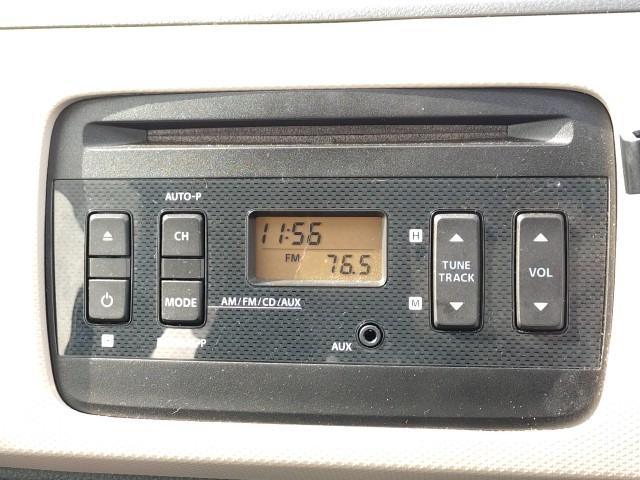 AUTO-P
CH
MODE
AM/FM/CD/AUX
11:56
FM 76.5
AUX
H
M
TUNE
TRACK
VOL